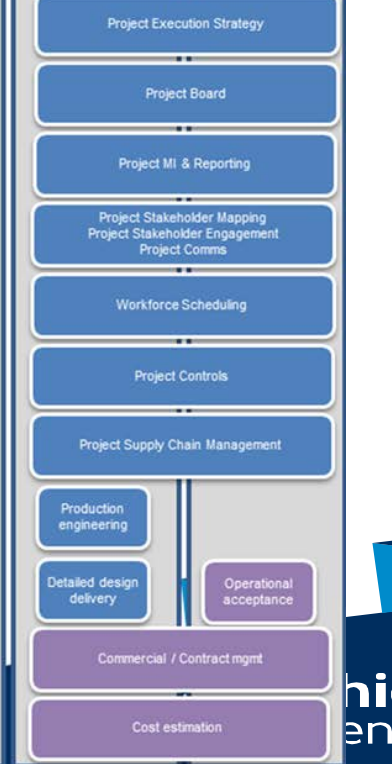 Project Execution Strategy
Project Board
Project MI & Reporting
Project Stakeholder Mapping
Project Stakeholder Engagement
Project Comms
Workforce Scheduling
Project Controls
Project Supply Chain Management
Production
engineering
Detailed design
delivery
Operational
acceptance
Commercial / Contract mgmt
Cost estimation